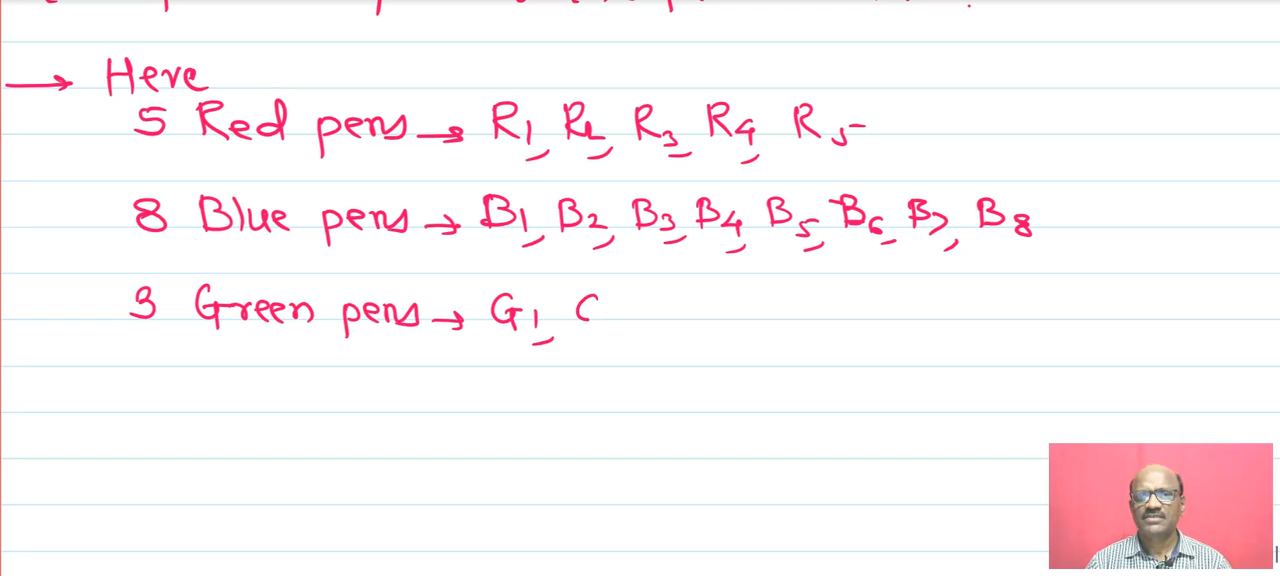 → Here
5 Red pens → R1, R2, R3, R4, R5
8 Blue pens → B1, B2, B3, B4, B5, B6, B7, B8
3 Green pens → G1, C